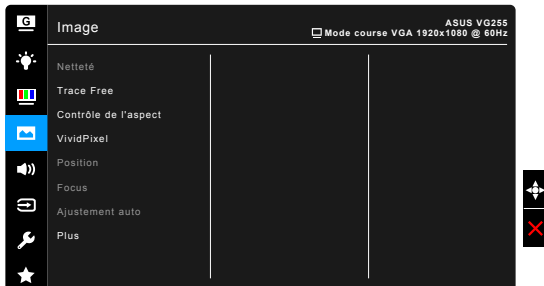 G
Image
ASUS VG255
Mode course VGA 1920x1080 @ 60Hz
Netteté
Trace Free
Contrôle de l'aspect
VividPixel
Position
Focus
Ajustement auto
Plus